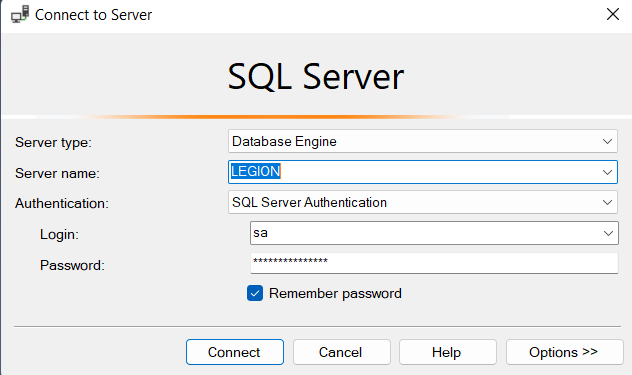 Connect to Server
SQL Server
Server type: Database Engine
Server name: LEGION
Authentication: SQL Server Authentication
Login: sa
Password: ***************
Remember password
Connect Cancel Help Options >>